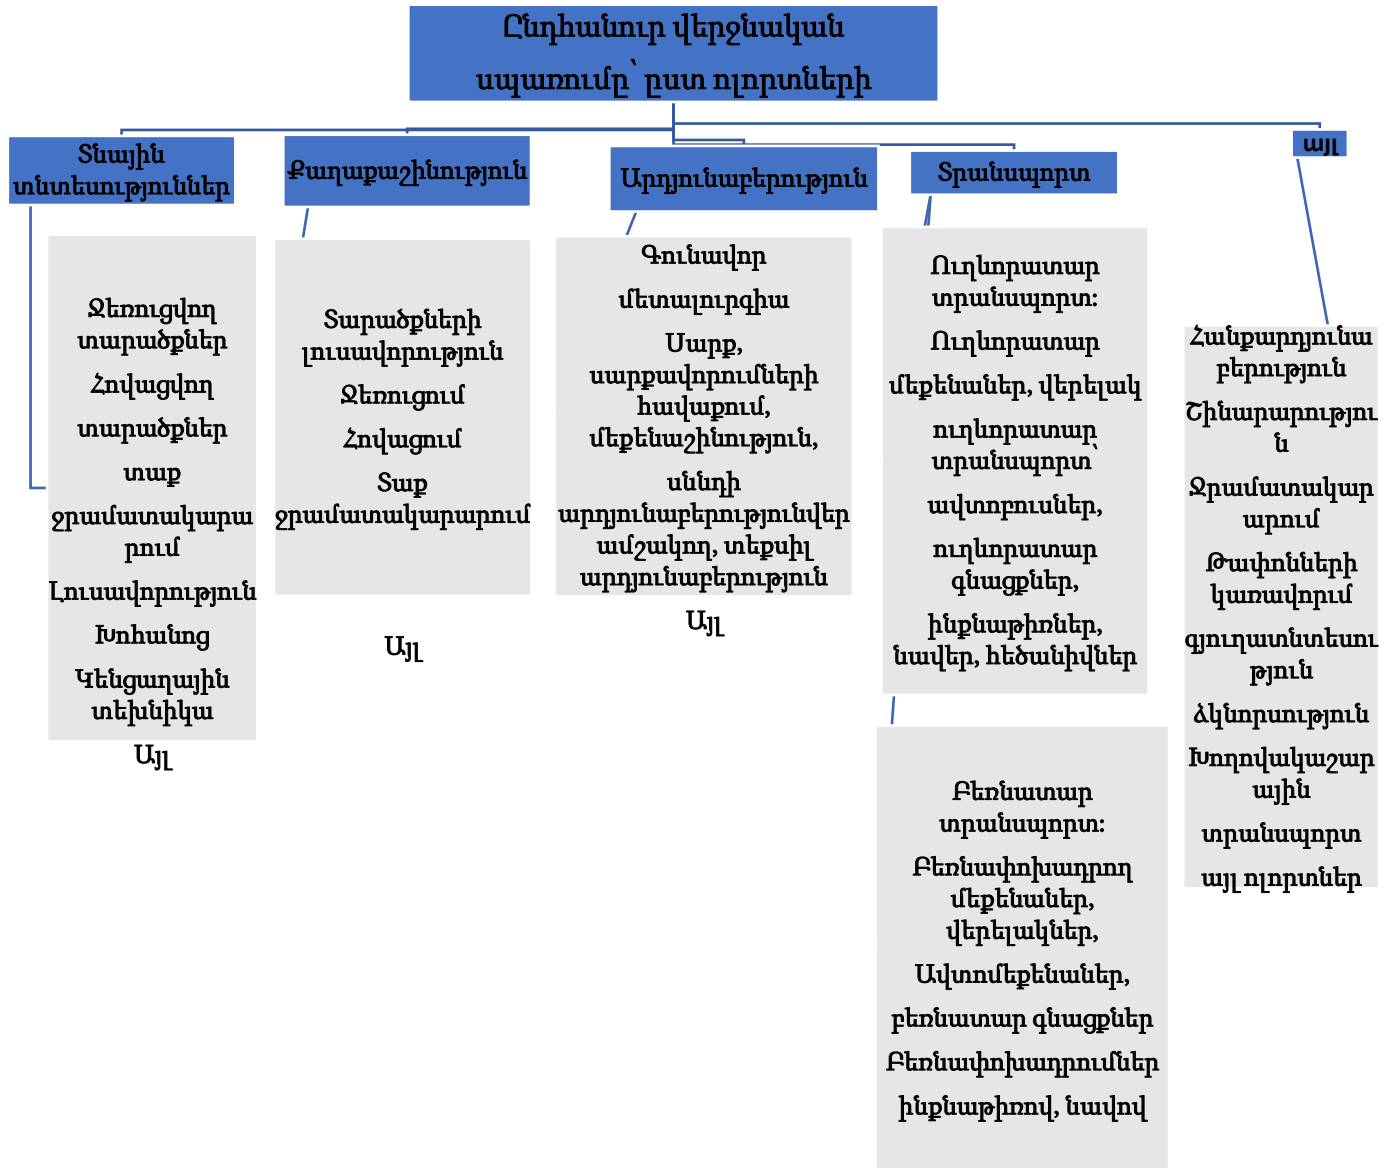 Ընդհանուր վերջնական
սպառումը՝ ըստ ոլորտների
Տնային
տնտեսություններ
Ջեռուցվող
տարածքներ
Հովացվող
տարածքներ
տաք
ջրամատակարա
րում
Լուսավորություն
Խոհանոց
Կենցաղային
տեխնիկա
Այլ
Քաղաքաշինություն
Տարածքների
լուսավորություն
Ջեռուցում
Հովացում
Տաք
ջրամատակարարում
Այլ
Արդյունաբերություն
Գունավոր
մետալուրգիա
Սարք,
սարքավորումների
հավաքում,
մեքենաշինություն,
սննդի
արդյունաբերությունվեր
ամշակող, տեքսիլ
արդյունաբերություն
Այլ
Տրանսպորտ
Ուղևորատար
տրանսպորտ։
Ուղևորատար
մեքենաներ, վերելակ
ուղևորատար
տրանսպորտ՝
ավտոբուսներ,
ուղևորատար
գնացքներ,
ինքնաթիռներ,
նավեր, հեծանիվներ
Բեռնատար
տրանսպորտ։
Բեռնափոխադրող
մեքենաներ,
վերելակներ,
Ավտոմեքենաներ,
բեռնատար գնացքներ
Բեռնափոխադրումներ
ինքնաթիռով, նավով
այլ
Հանքարդյունա
բերություն
Շինարարությու
ն
Ջրամատակար
արում
Թափոնների
կառավորւմ
գյուղատնտեսու
թյուն
ձկնորսություն
Խողովակաշար
ային
տրանսպորտ
այլ ոլորտներ